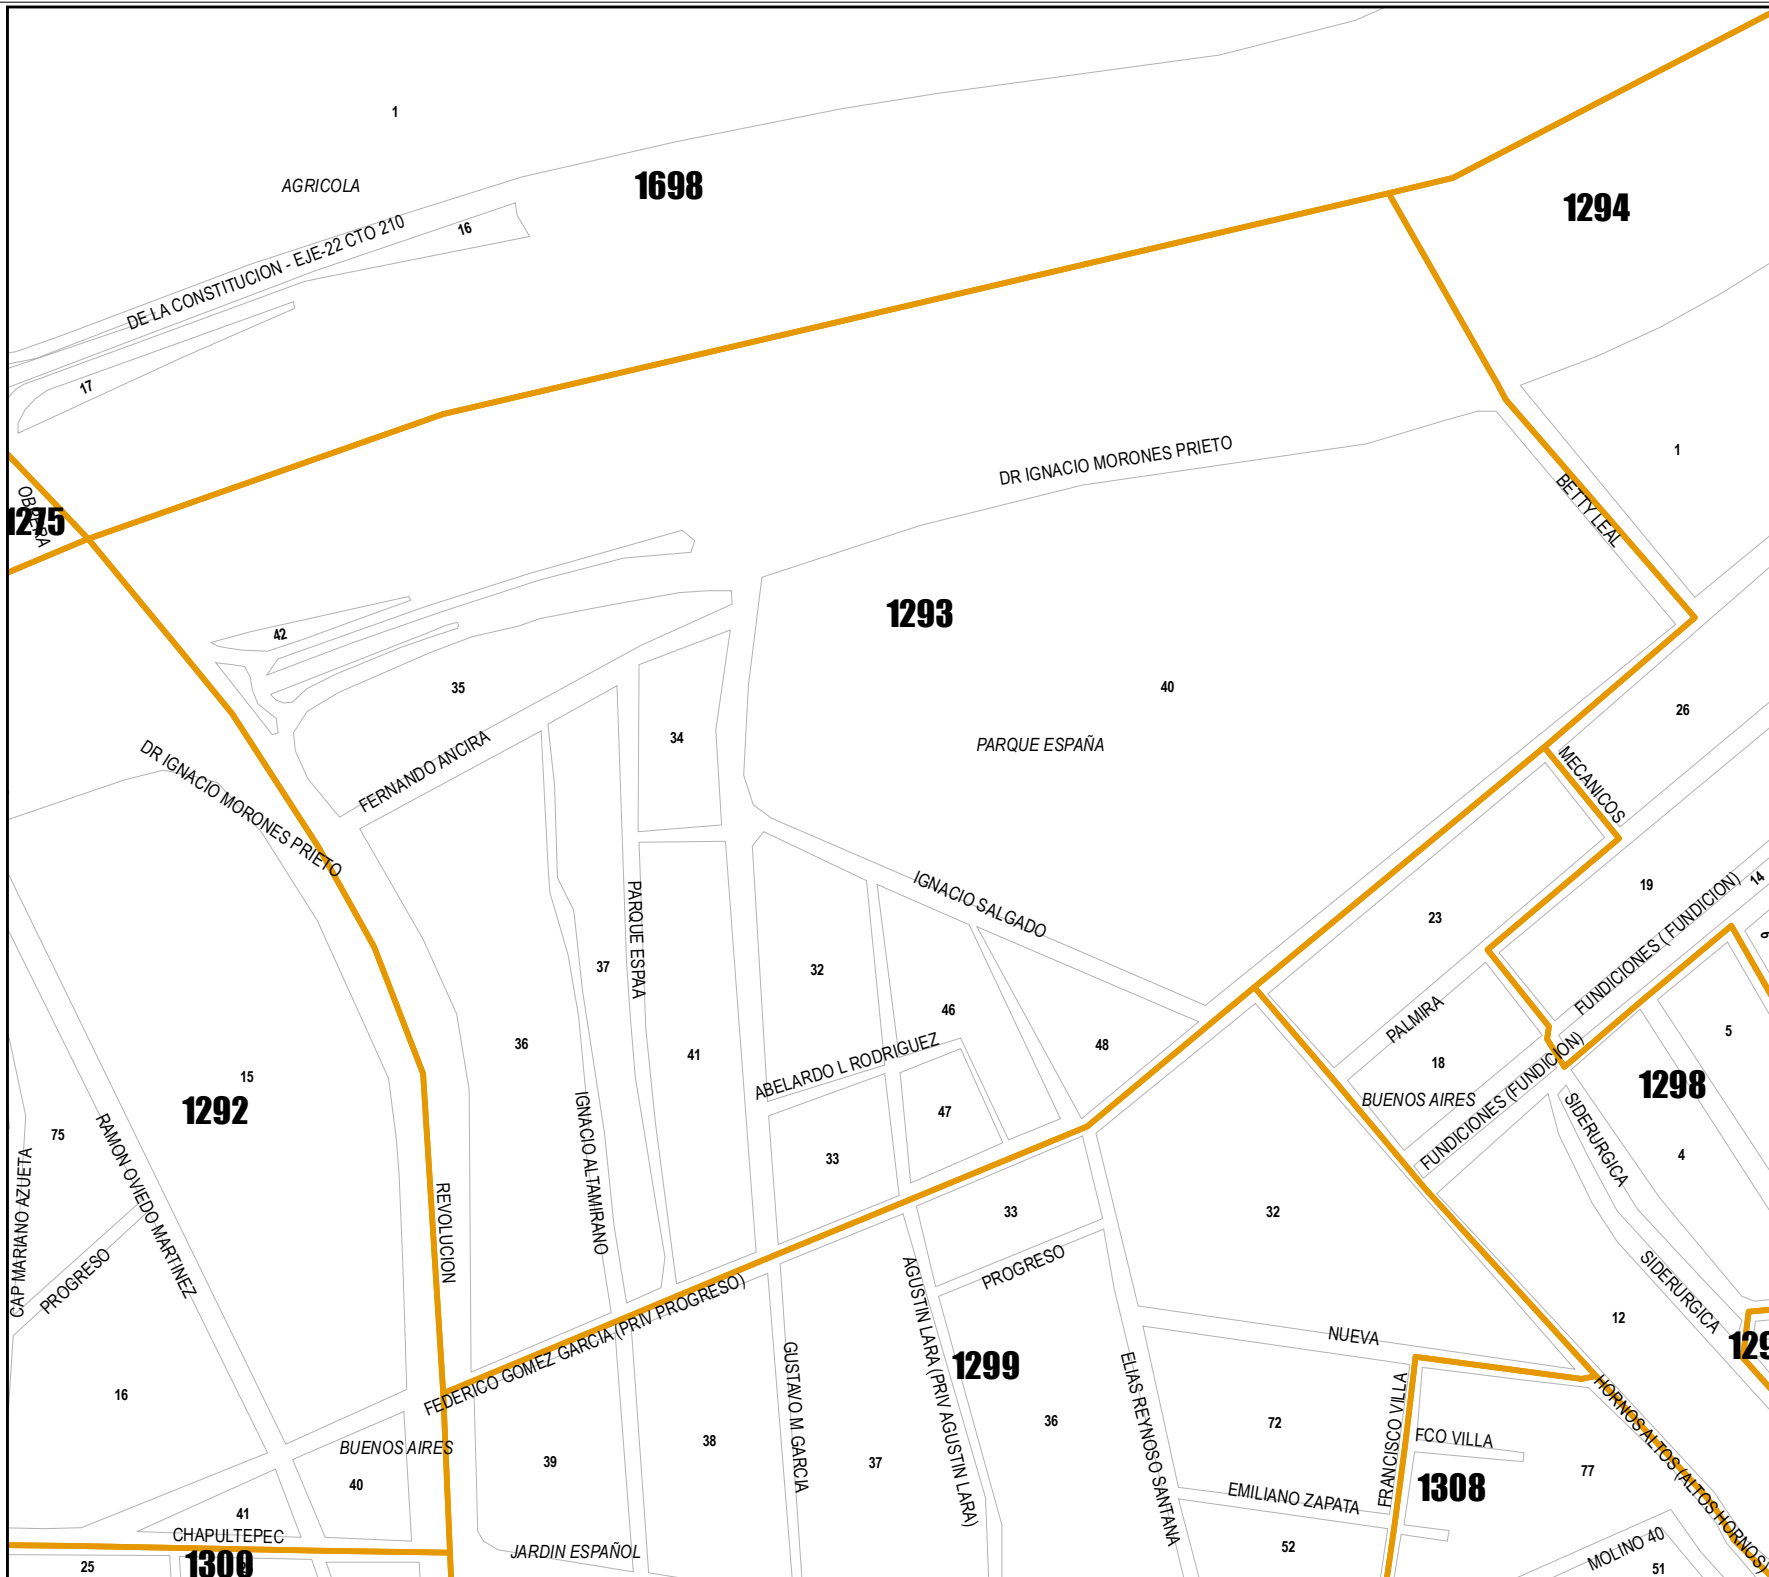 1
AGRICOLA
1698
1294
DE LA CONSTITUCION - EJE-22 CTO 210
16
17
DR IGNACIO MORONES PRIETO
1
BETTY LEAL
OBRERA
1275
1293
42
35
34
40
PARQUE ESPAÑA
26
MECANICOS
DR IGNACIO MORONES PRIETO
FERNANDO ANCIRA
PARQUE ESPAA
IGNACIO SALGADO
19
14
23
FUNDICIONES ( FUNDICION)
6
37
32
46
PALMIRA
5
36
41
48
ABELARDO L RODRIGUEZ
18
FUNDICIONES (FUNDICION)
1298
15
1292
BUENOS AIRES
47
IGNACIO ALTAMIRANO
SIDERURGICA
75
RAMON OVIEDO MARTINEZ
33
4
CAP MARIANO AZUETA
PROGRESO
REVOLUCION
33
32
PROGRESO
SIDERURGICA
FEDERICO GOMEZ GARCIA (PRIV PROGRESO)
AGUSTIN LARA (PRIV AGUSTIN LARA)
12
NUEVA
129
1299
GUSTAVO M GARCIA
ELIAS REYNOSO SANTANA
FRANCISCO VILLA
HORNOS ALTOS (ALTOS HORNOS)
16
36
72
FCO VILLA
BUENOS AIRES
39
38
37
77
40
1308
EMILIANO ZAPATA
41
CHAPULTEPEC
JARDIN ESPAÑOL
52
MOLINO 40
25
1300
51